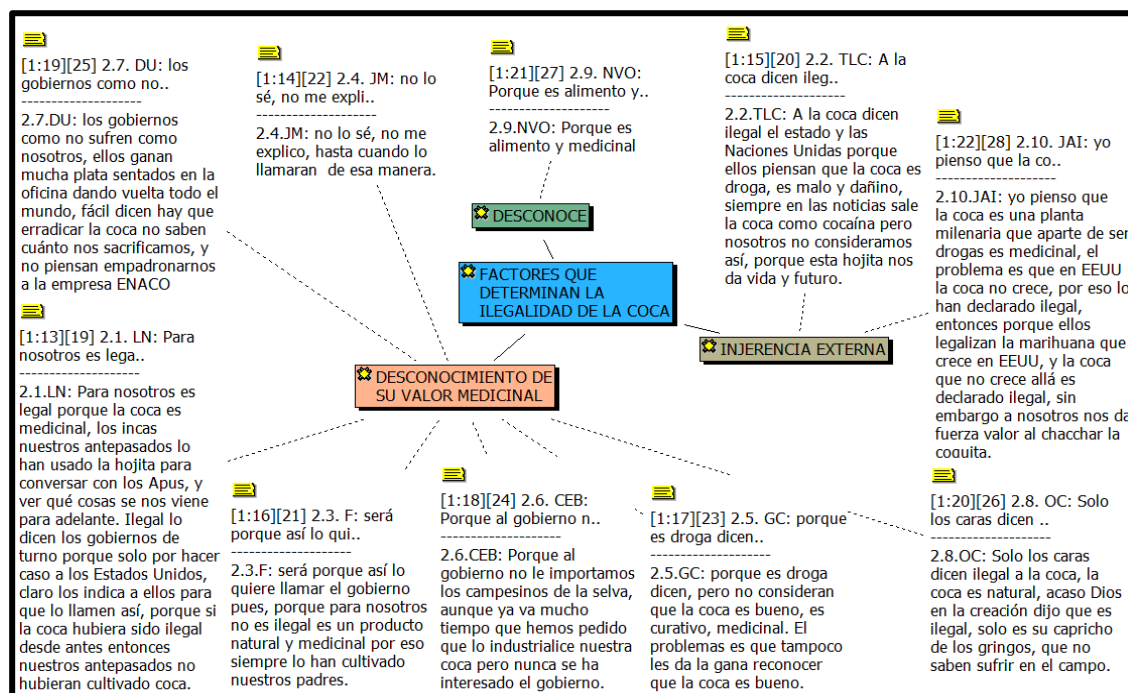 [1:19][25] 2.7. DU: los
gobiernos como no..
--------------------
2.7.DU: los gobiernos
como no sufren como
nosotros, ellos ganan
mucha plata sentados en la
oficina dando vuelta todo el
mundo, fácil dicen hay que
erradicar la coca no saben
cuánto nos sacrificamos, y
no piensan empadronarnos
a la empresa ENACO
[1:14][22] 2.4. JM: no lo
sé, no me expli..
--------------------
2.4.JM: no lo sé, no me
explico, hasta cuando lo
llamaran de esa manera.
[1:21][27] 2.9. NVO:
Porque es alimento y..
--------------------
2.9.NVO: Porque es
alimento y medicinal
[1:15][20] 2.2. TLC: A la
coca dicen ileg..
--------------------
2.2.TLC: A la coca dicen
ilegal el estado y las
Naciones Unidas porque
ellos piensan que la coca es
droga, es malo y dañino,
siempre en las noticias sale
la coca como cocaína pero
nosotros no consideramos
así, porque esta hojita nos
da vida y futuro.
[1:22][28] 2.10. JAI: yo
pienso que la co..
--------------------
2.10.JAI: yo pienso que
la coca es una planta
milenaria que aparte de ser
drogas es medicinal, el
problema es que en EEUU
la coca no crece, por eso lo
han declarado ilegal,
entonces porque ellos
legalizan la marihuana que
crece en EEUU, y la coca
que no crece allá es
declarado ilegal, sin
embargo a nosotros nos da
fuerza valor al chacchar la
coquita.
DESCONOCE
FACTORES QUE
DETERMINAN LA
ILEGALIDAD DE LA COCA
INJERENCIA EXTERNA
DESCONOCIMIENTO DE
SU VALOR MEDICINAL
[1:13][19] 2.1. LN: Para
nosotros es lega..
--------------------
2.1.LN: Para nosotros es
legal porque la coca es
medicinal, los incas
nuestros antepasados lo
han usado la hojita para
conversar con los Apus, y
ver qué cosas se nos viene
para adelante. Ilegal lo
dicen los gobiernos de
turno porque solo por hacer
caso a los Estados Unidos,
claro los indica a ellos para
que lo llamen así, porque si
la coca hubiera sido ilegal
desde antes entonces
nuestros antepasados no
hubieran cultivado coca.
[1:16][21] 2.3. F: será
porque así lo qui..
--------------------
2.3.F: será porque así lo
quiere llamar el gobierno
pues, porque para nosotros
no es ilegal es un producto
natural y medicinal por eso
siempre lo han cultivado
nuestros padres.
[1:18][24] 2.6. CEB:
Porque al gobierno n..
--------------------
2.6.CEB: Porque al
gobierno no le importamos
los campesinos de la selva,
aunque ya va mucho
tiempo que hemos pedido
que lo industrialice nuestra
coca pero nunca se ha
interesado el gobierno.
[1:17][23] 2.5. GC: porque
es droga dicen..
--------------------
2.5.GC: porque es droga
dicen, pero no consideran
que la coca es bueno, es
curativo, medicinal. El
problemas es que tampoco
les da la gana reconocer
que la coca es bueno.
[1:20][26] 2.8. OC: Solo
los caras dicen ..
--------------------
2.8.OC: Solo los caras
dicen ilegal a la coca, la
coca es natural, acaso Dios
en la creación dijo que es
ilegal, solo es su capricho
de los gringos, que no
saben sufrir en el campo.